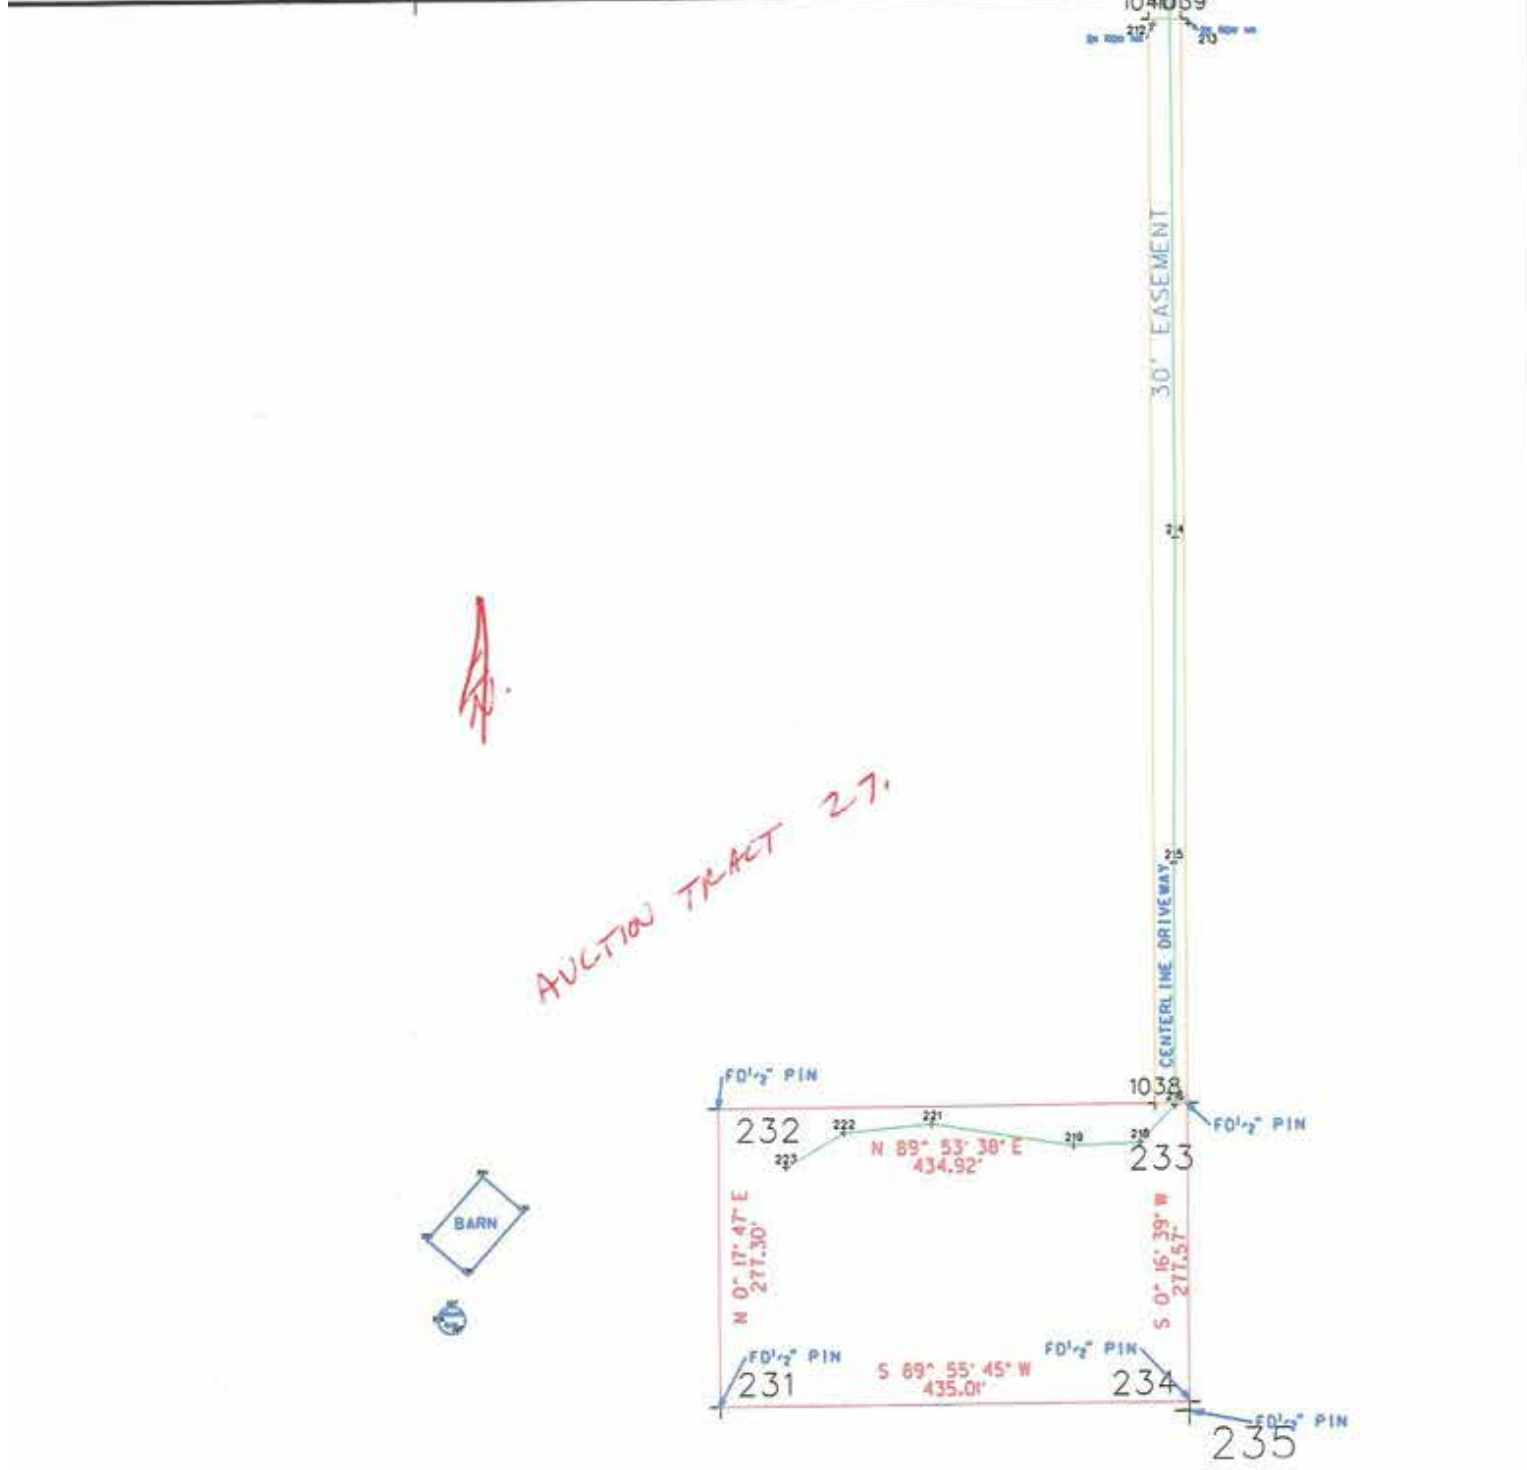 212
213
30' EASEMENT
214
215
CENTERLINE DRIVEWAY
AUCTION TRACT 27.
FD 1/2" PIN
1038
232
222
221
219
218
223
N 89° 53' 38" E
434.92'
233
FD 1/2" PIN
BARN
N 0° 17' 47" E
277.30'
S 0° 16' 39" W
277.57'
FD 1/2" PIN
231
S 89° 55' 45" W
435.01'
FD 1/2" PIN
234
FD 1/2" PIN
235